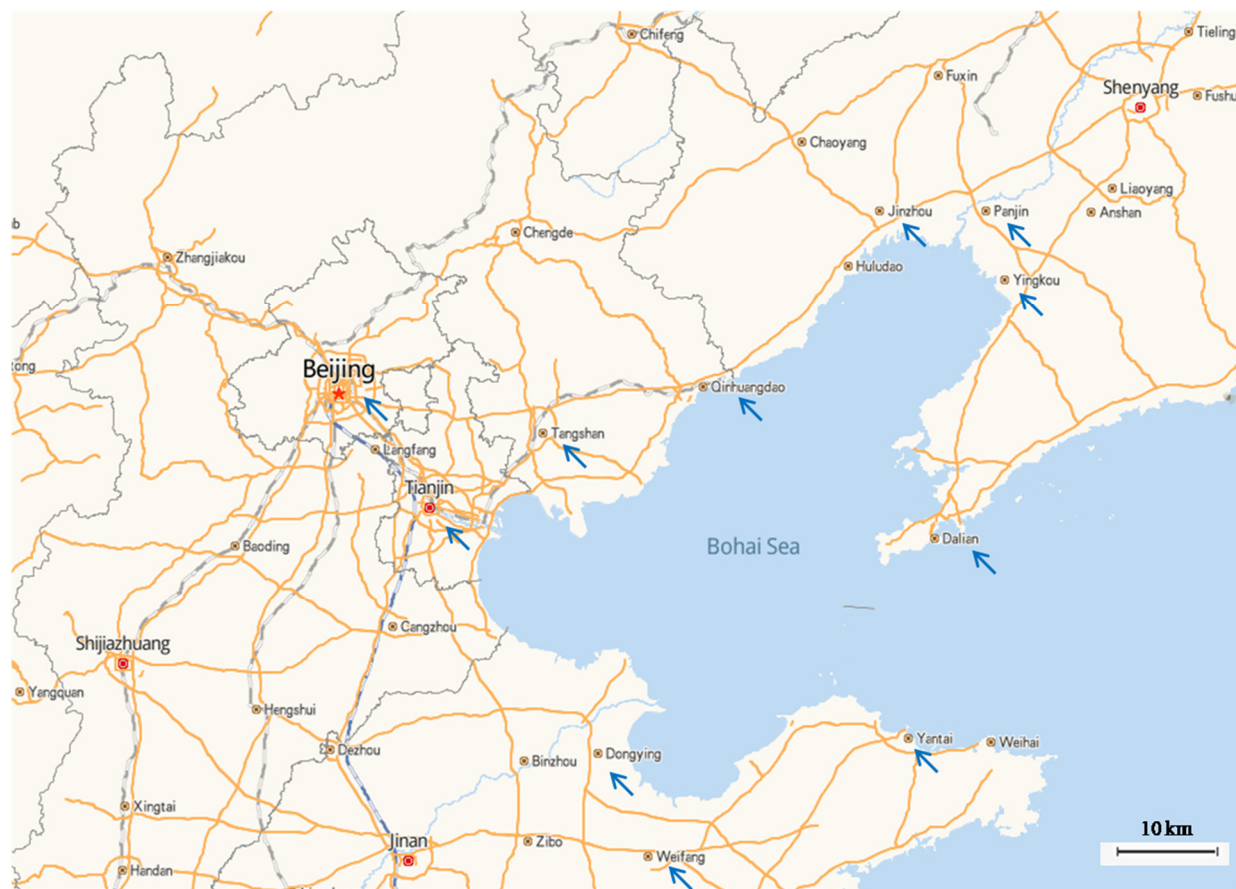 Chifeng
Tieling
Fuxin
Shenyang
Fushu
Chaoyang
Liaoyang
Jinzhou
Panjin
Anshan
Chengde
Zhangjiakou
Huludao
Yingkou
Beijing
Qinhuangdao
Tangshan
Langfang
Tianjin
Baoding
Bohai Sea
Dalian
Cangzhou
Shijiazhuang
Yangquan
Hengshui
Dezhou
Binzhou
Dongying
Yantai
Weihai
Xingtai
Jinan
Zibo
Weifang
Handan
10 km